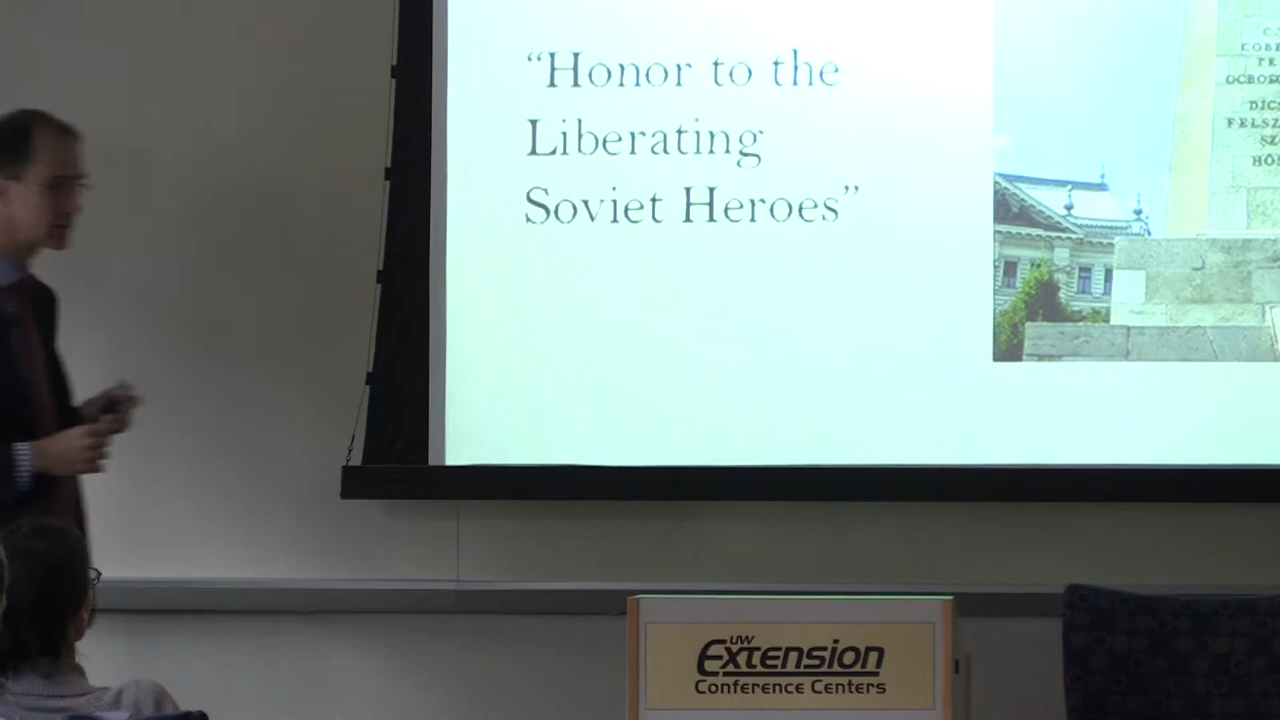 “Honor to the
Liberating
Soviet Heroes”
UW
Extension
Conference Centers